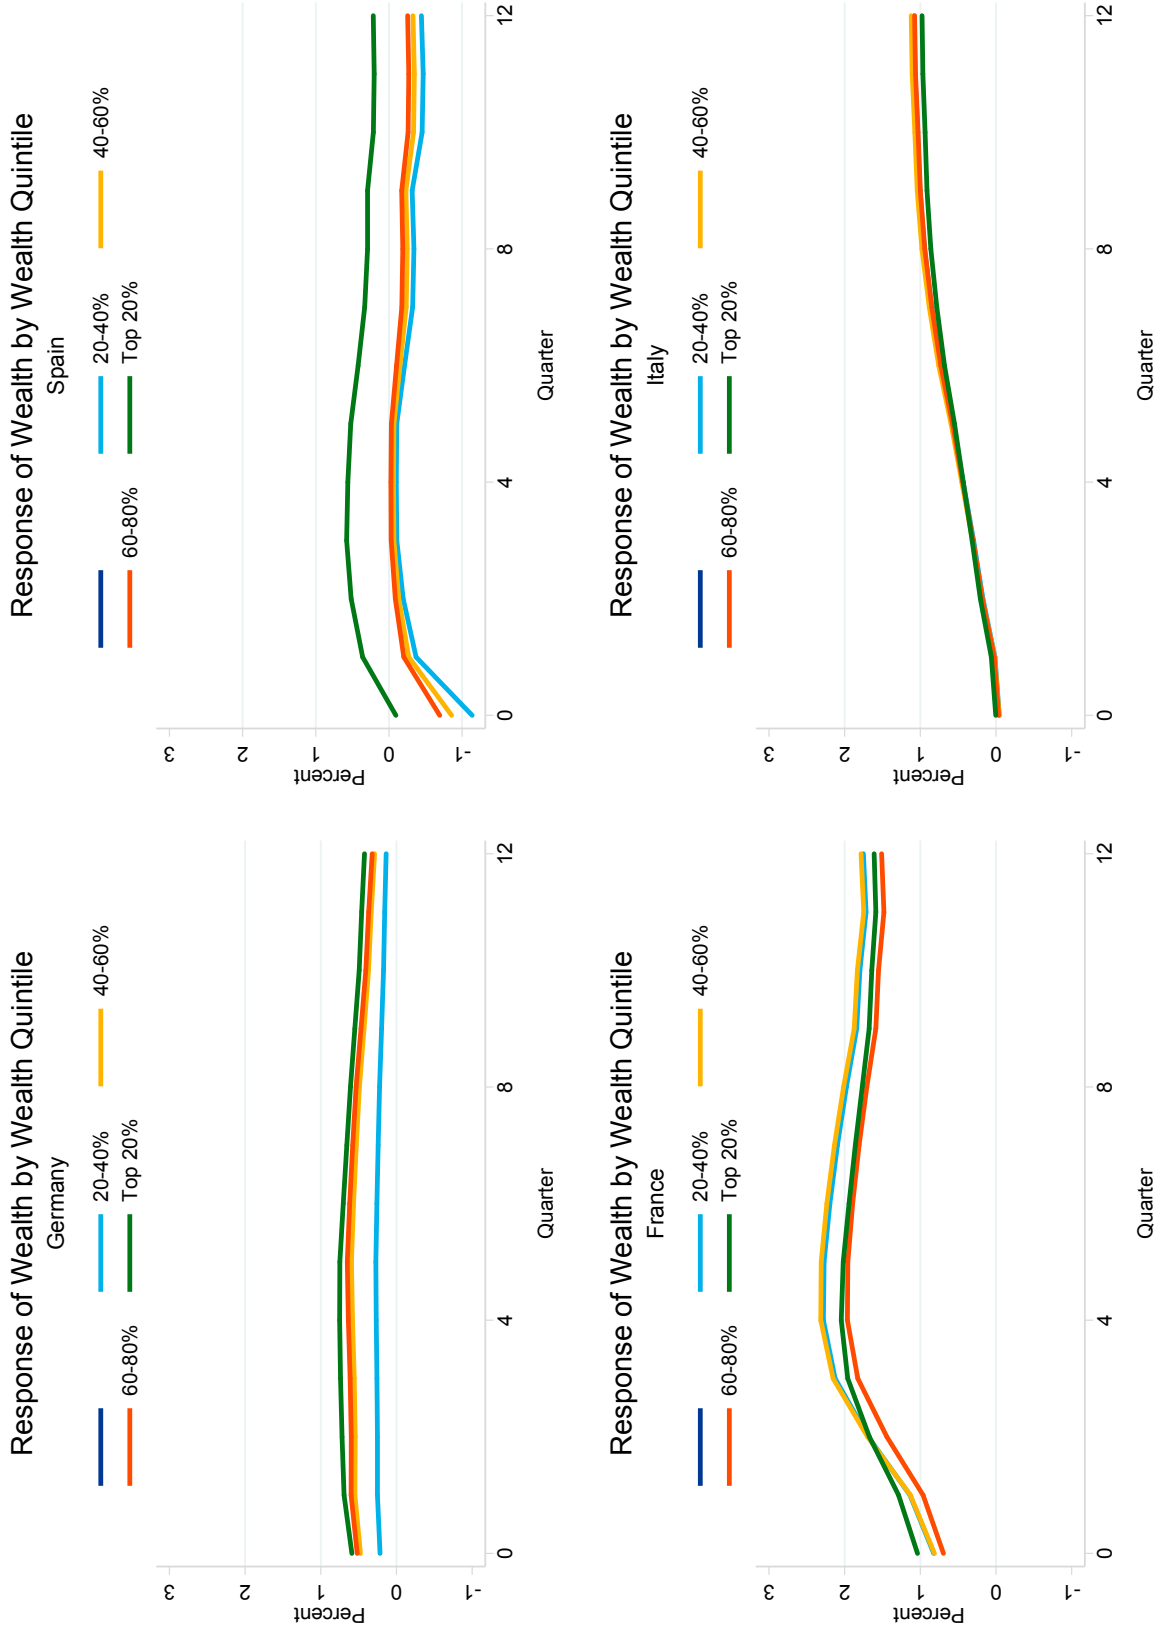 Response of Wealth by Wealth Quintile
Germany
20-40%
40-60%
60-80%
Top 20%
Percent
3
2
1
0
-1
0
4
8
12
Quarter
Response of Wealth by Wealth Quintile
Spain
20-40%
40-60%
60-80%
Top 20%
Percent
3
2
1
0
-1
0
4
8
12
Quarter
Response of Wealth by Wealth Quintile
France
20-40%
40-60%
60-80%
Top 20%
Percent
3
2
1
0
-1
0
4
8
12
Quarter
Response of Wealth by Wealth Quintile
Italy
20-40%
40-60%
60-80%
Top 20%
Percent
3
2
1
0
-1
0
4
8
12
Quarter